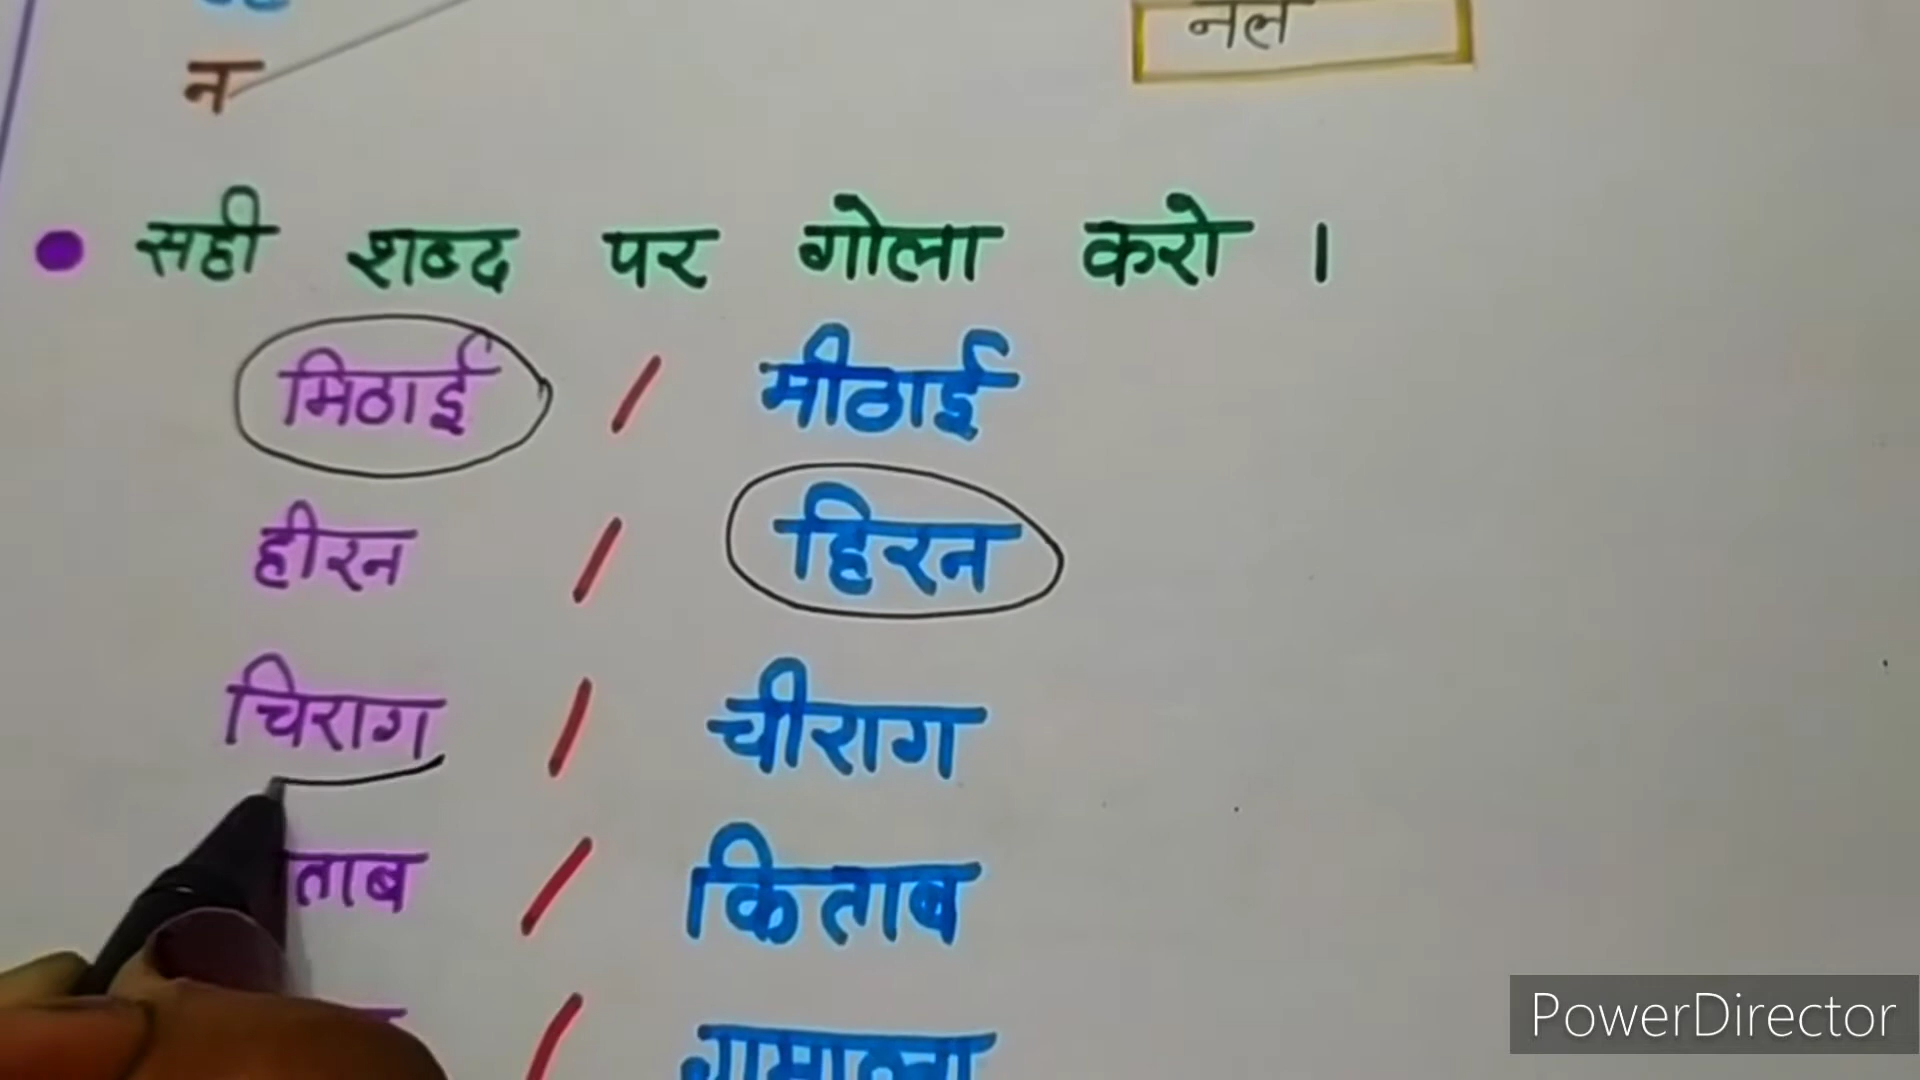 नल
न
सही शब्द पर गोला करो ।
मिठाई / मीठाई
हीरन / हिरन
चिराग / चीराग
ताब / किताब
/
PowerDirector